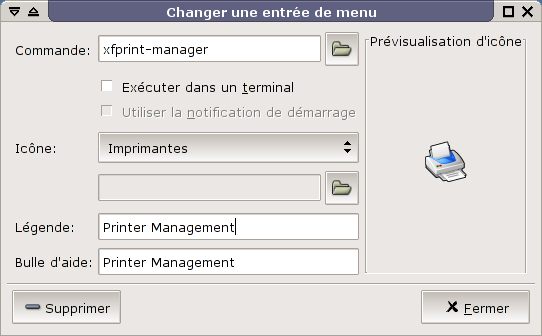 Changer une entrée de menu
Commande: xfprint-manager
Prévisualisation d'icône
Exécuter dans un terminal
Utiliser la notification de démarrage
Icône: Imprimantes
Légende: Printer Management
Bulle d'aide: Printer Management
Supprimer
Fermer